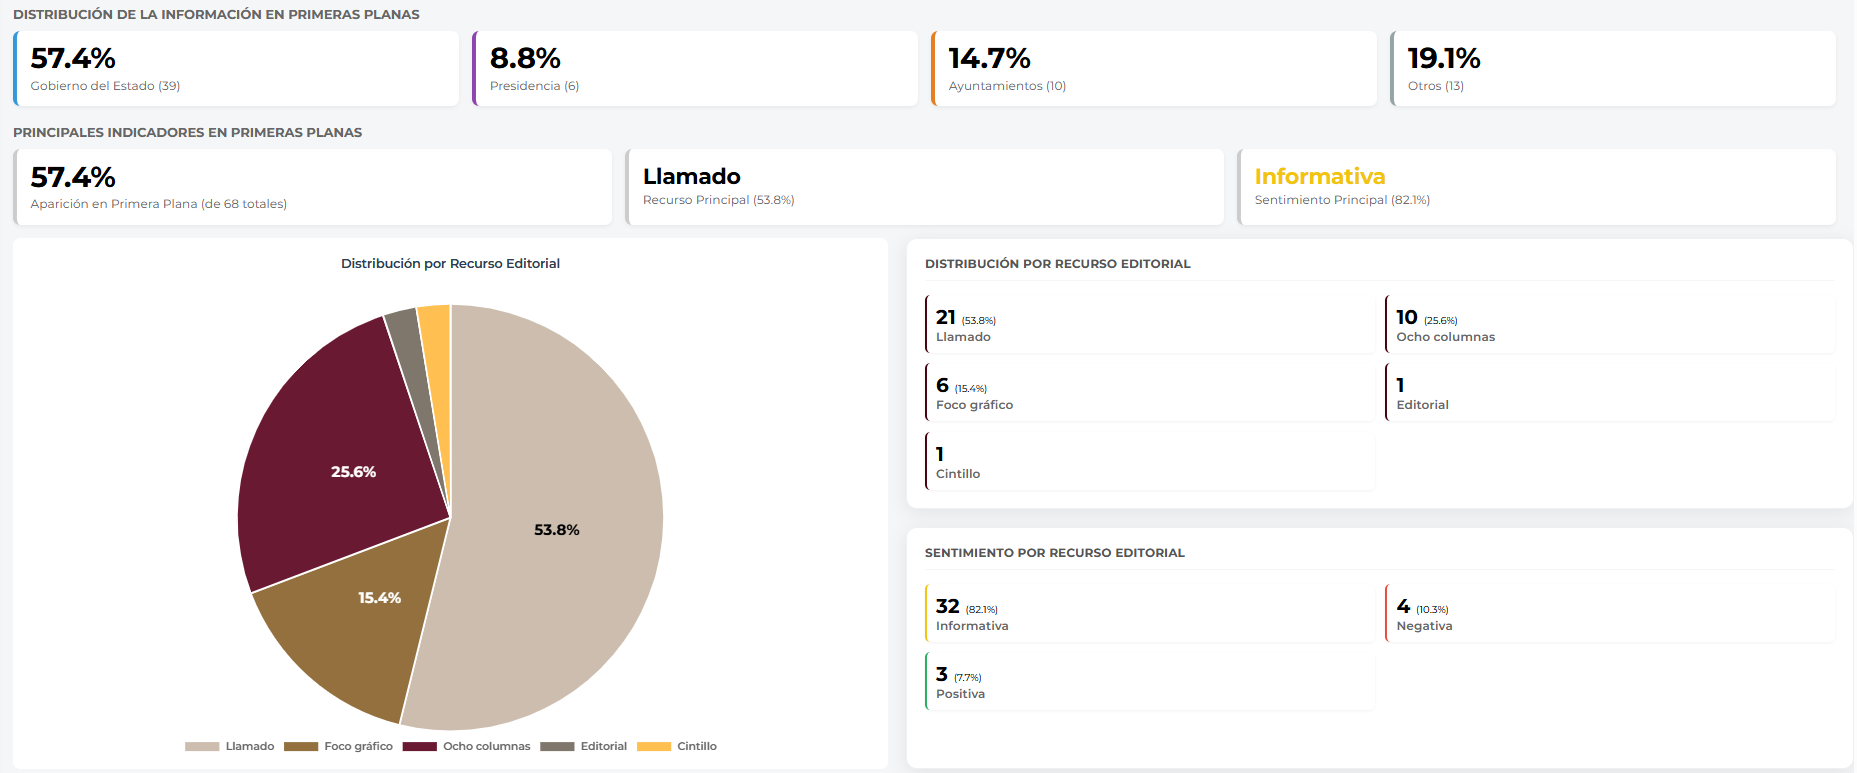 DISTRIBUCIÓN DE LA INFORMACIÓN EN PRIMERAS PLANAS
57.4%
Gobierno del Estado (39)
8.8%
Presidencia (6)
14.7%
Ayuntamientos (10)
19.1%
Otros (13)
PRINCIPALES INDICADORES EN PRIMERAS PLANAS
57.4%
Aparición en Primera Plana (de 68 totales)
Llamado
Recurso Principal (53.8%)
Informativa
Sentimiento Principal (82.1%)
Distribución por Recurso Editorial
25.6%
53.8%
15.4%
Llamado
Foco gráfico
Ocho columnas
Editorial
Cintillo
DISTRIBUCIÓN POR RECURSO EDITORIAL
21 (53.8%)
Llamado
10 (25.6%)
Ocho columnas
6 (15.4%)
Foco gráfico
1
Editorial
1
Cintillo
SENTIMIENTO POR RECURSO EDITORIAL
32 (82.1%)
Informativa
4 (10.3%)
Negativa
3 (7.7%)
Positiva